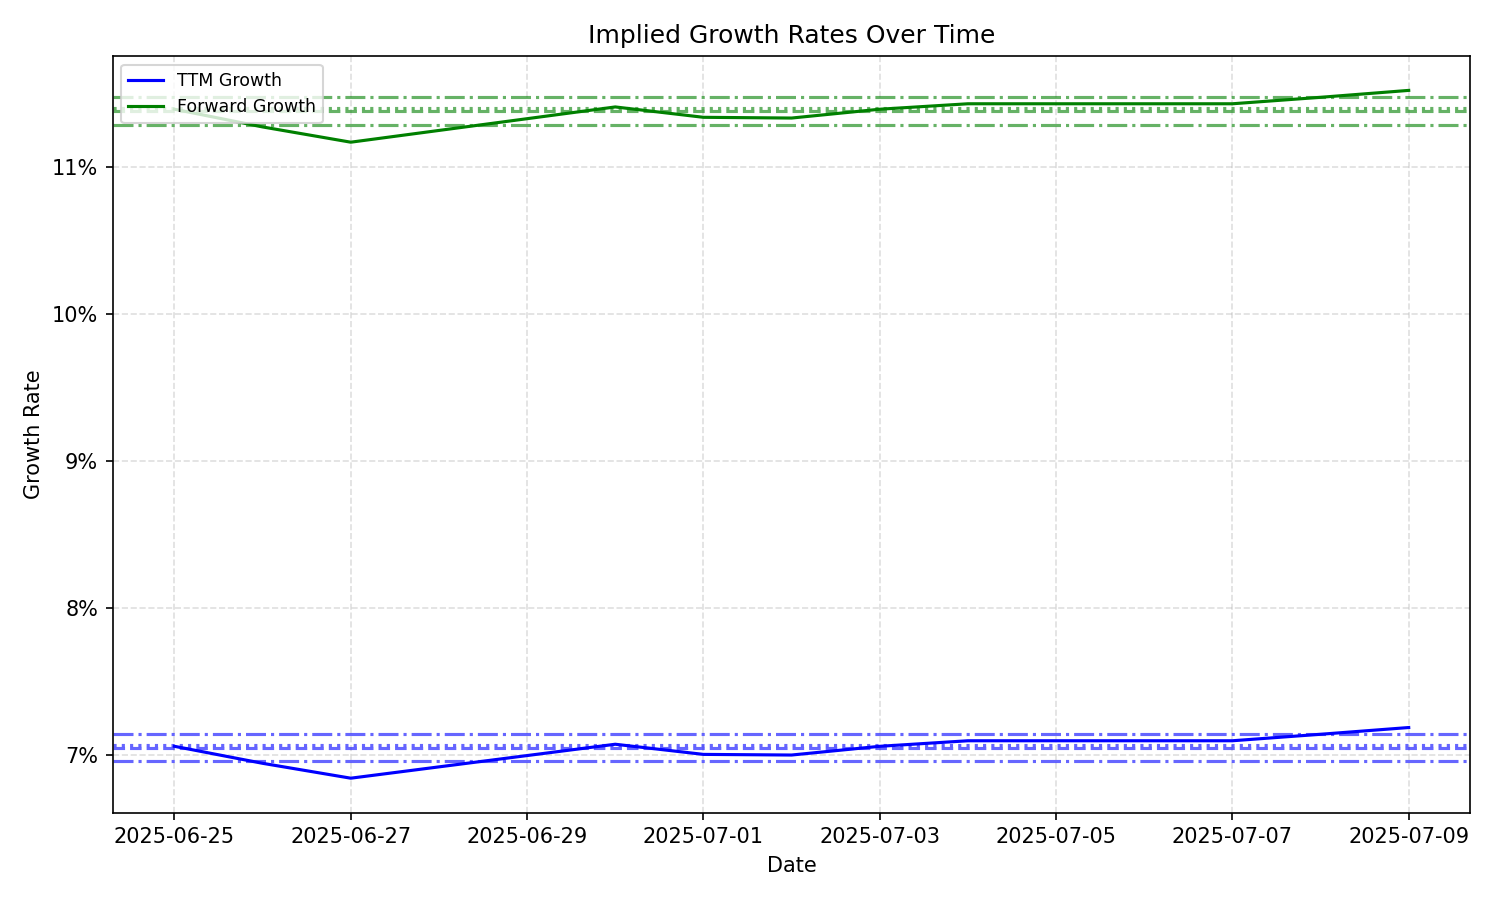 Implied Growth Rates Over Time
TTM Growth
Forward Growth
11%
10%
9%
8%
7%
Growth Rate
2025-06-25
2025-06-27
2025-06-29
2025-07-01
2025-07-03
2025-07-05
2025-07-07
2025-07-09
Date